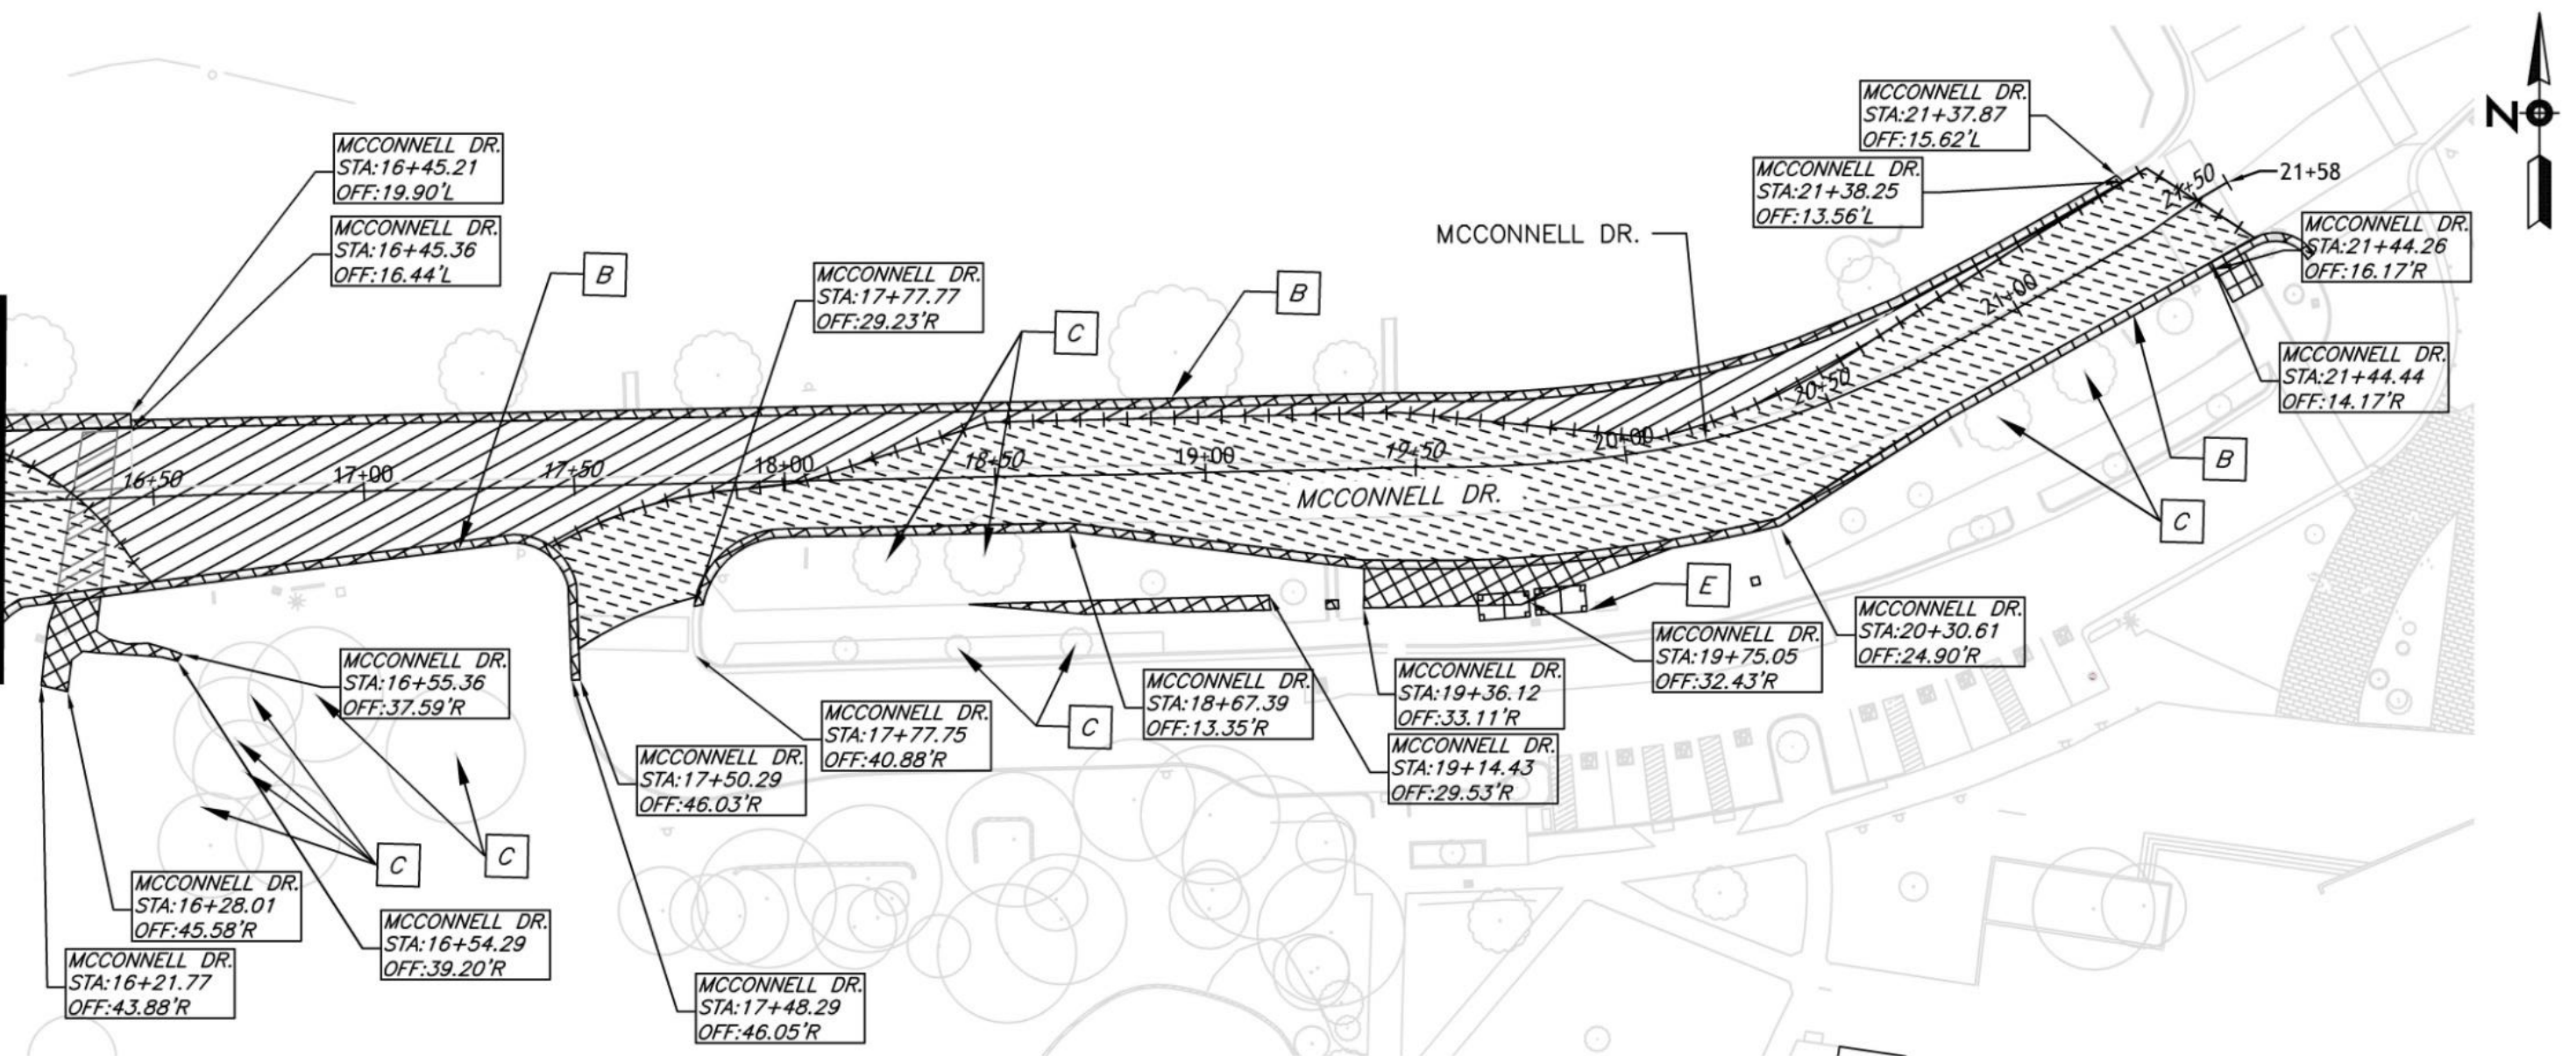 MCCONNELL DR.
STA:21+37.87
OFF:15.62'L
N
MCCONNELL DR.
STA:16+45.21
OFF:19.90'L
MCCONNELL DR.
STA:21+38.25
OFF:13.56'L
21+50
21+58
MCCONNELL DR.
STA:16+45.36
OFF:16.44'L
MCCONNELL DR.
MCCONNELL DR.
STA:21+44.26
OFF:16.17'R
B
MCCONNELL DR.
STA:17+77.77
OFF:29.23'R
B
C
21+00
MCCONNELL DR.
STA:21+44.44
OFF:14.17'R
20+50
16+50
17+00
17+50
18+00
18+50
19+00
19+50
20+00
MCCONNELL DR.
B
C
P
E
MCCONNELL DR.
STA:20+30.61
OFF:24.90'R
MCCONNELL DR.
STA:19+75.05
OFF:32.43'R
MCCONNELL DR.
STA:16+55.36
OFF:37.59'R
MCCONNELL DR.
STA:19+36.12
OFF:33.11'R
MCCONNELL DR.
STA:18+67.39
OFF:13.35'R
MCCONNELL DR.
STA:17+77.75
OFF:40.88'R
C
MCCONNELL DR.
STA:19+14.43
OFF:29.53'R
MCCONNELL DR.
STA:17+50.29
OFF:46.03'R
C
C
MCCONNELL DR.
STA:16+28.01
OFF:45.58'R
MCCONNELL DR.
STA:16+54.29
OFF:39.20'R
MCCONNELL DR.
STA:16+21.77
OFF:43.88'R
MCCONNELL DR.
STA:17+48.29
OFF:46.05'R